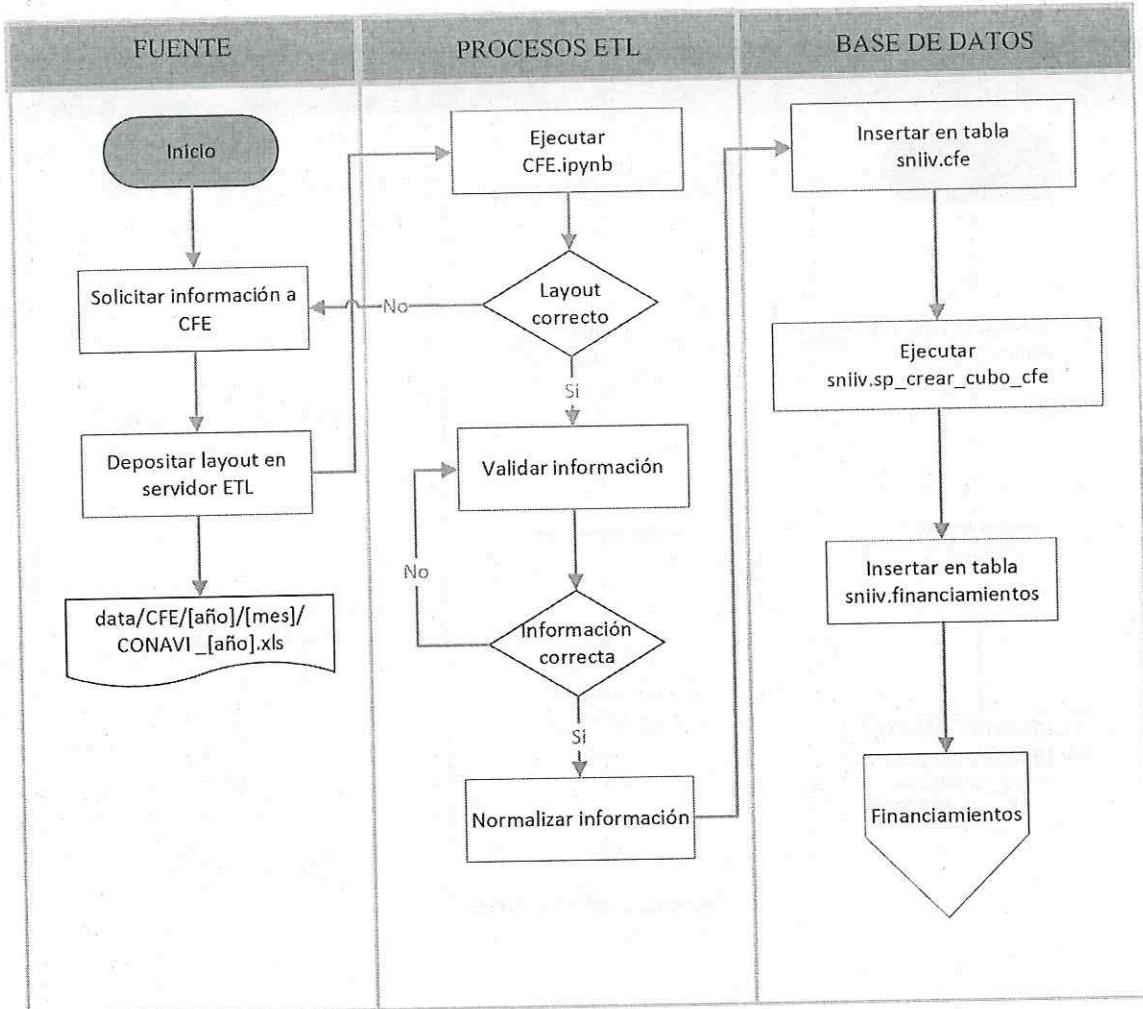 FUENTE
PROCESOS ETL
BASE DE DATOS
Inicio
Solicitar información a
CFE
Depositar layout en
servidor ETL
data/CFE/[año]/[mes]/
CONAVI _[año].xls
Ejecutar
CFE.ipynb
Layout
correcto
No
Si
Validar información
No
Información
correcta
Si
Normalizar información
Insertar en tabla
sniiv.cfe
Ejecutar
sniiv.sp_crear_cubo_cfe
Insertar en tabla
sniiv.financiamientos
Financiamientos